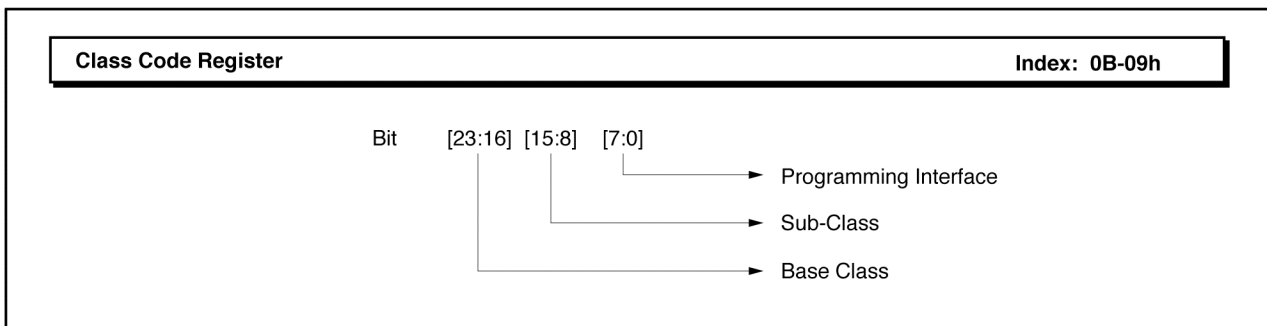 Class Code Register Index: 0B-09h
Bit [23:16] [15:8] [7:0]
Programming Interface
Sub-Class
Base Class